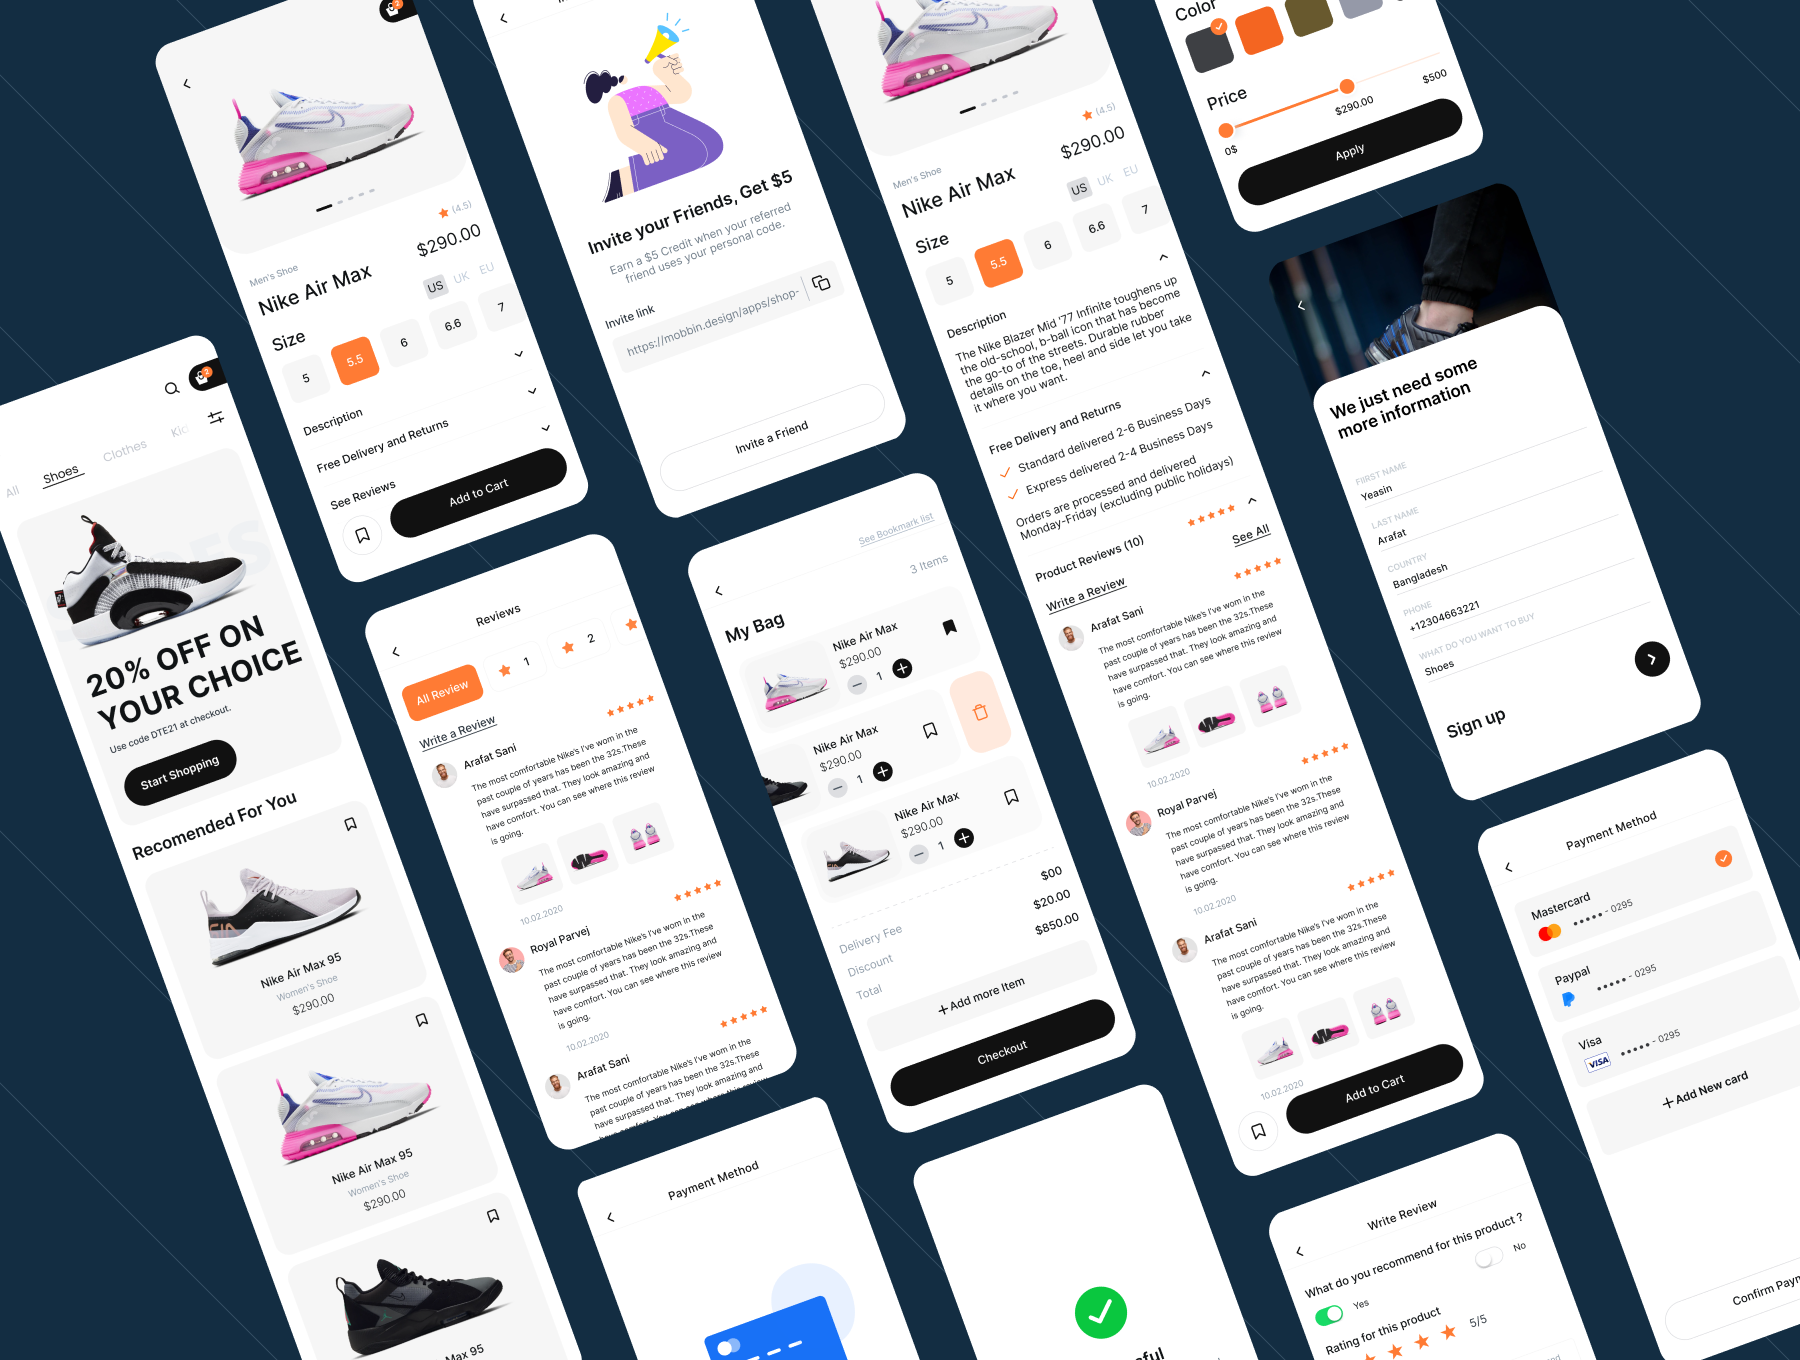 All
Shoes
Clothes
2
20% OFF ON
YOUR CHOICE
Use code DTE21 at checkout.
Start Shopping
Recomended For You
Nike Air Max 95
Women's Shoe
$290.00
Nike Air Max 95
Women's Shoe
$290.00
Max 95
2
(4.5)
$290.00
Men's Shoe
Nike Air Max
US UK EU
Size
5
5.5
6
6.6
7
Description
Free Delivery and Returns
See Reviews
Add to Cart
Reviews
All Review
1
2
Write a Review
Arafat Sani
The most comfortable Nike's I've worn in the
past couple of years has been the 32s.These
have surpassed that. They look amazing and
have comfort. You can see where this review
is going.
10.02.2020
Royal Parvej
The most comfortable Nike's I've worn in the
past couple of years has been the 32s.These
have surpassed that. They look amazing and
have comfort. You can see where this review
is going.
10.02.2020
Arafat Sani
The most comfortable Nike's I've worn in the
past couple of years has been the 32s.These
have surpassed that. They look amazing and
have comfort. You can see where this review
Payment Method
Invite your Friends, Get $5
Earn a $5 Credit when your referred
friend uses your personal code.
Invite link
https://mobbin.design/apps/shop-
Invite a Friend
See Bookmark list
3 Items
My Bag
Nike Air Max
$290.00
1
Nike Air Max
$290.00
1
Nike Air Max
$290.00
1
Delivery Fee $00
Discount $20.00
Total $850.00
+Add more Item
Checkout
(4.5)
$290.00
Men's Shoe
Nike Air Max
US UK EU
Size
5
5.5
6
6.6
7
Description
The Nike Blazer Mid '77 Infinite toughens up
the old-school, b-ball icon that has become
the go-to of the streets. Durable rubber
details on the toe, heel and side let you take
it where you want.
Free Delivery and Returns
Standard delivered 2-6 Business Days
Express delivered 2-4 Business Days
Orders are processed and delivered
Monday-Friday (excluding public holidays)
Product Reviews (10)
See All
Write a Review
Arafat Sani
The most comfortable Nike's I've worn in the
past couple of years has been the 32s.These
have surpassed that. They look amazing and
have comfort. You can see where this review
is going.
10.02.2020
Royal Parvej
The most comfortable Nike's I've worn in the
past couple of years has been the 32s.These
have surpassed that. They look amazing and
have comfort. You can see where this review
is going.
10.02.2020
Arafat Sani
The most comfortable Nike's I've worn in the
past couple of years has been the 32s.These
have surpassed that. They look amazing and
have comfort. You can see where this review
is going.
10.02.2020
Add to Cart
Color
Price
0$
$290.00
$500
Apply
We just need some
more information
FIIRST NAME
Yeasin
LAST NAME
Arafat
COUNTRY
Bangladesh
PHONE
+12304663221
WHAT DO YOU WANT TO BUY
Shoes
Sign up
Payment Method
Mastercard
••••• - 0295
Paypal
••••• - 0295
Visa
VISA ••••• - 0295
+Add New card
Write Review
What do you recommend for this product ?
Yes
No
Rating for this product
5/5